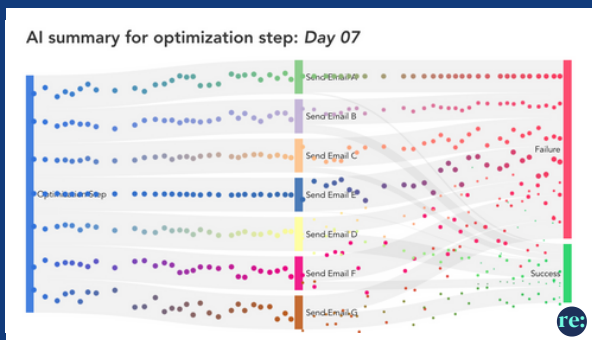 AI summary for optimization step: Day 07
Send Email A
Send Email B
Send Email C
Failure
Optimization Step
Send Email E
Send Email D
Send Email F
Success
Send Email G
re: